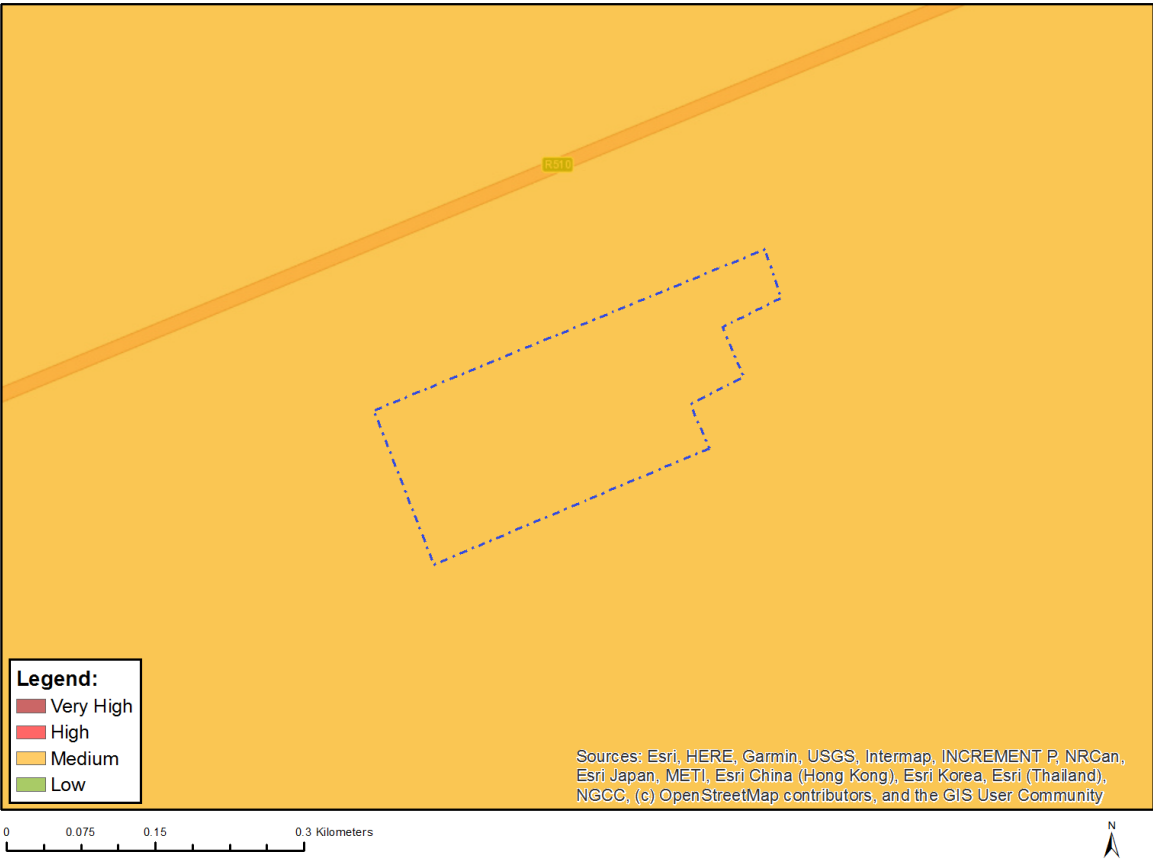 R510
Legend:
Very High
High
Medium
Low
Sources: Esri, HERE, Garmin, USGS, Intermap, INCREMENT P, NRCan,
Esri Japan, METI, Esri China (Hong Kong), Esri Korea, Esri (Thailand),
NGCC, (c) OpenStreetMap contributors, and the GIS User Community
0 0.075 0.15 0.3 Kilometers
N